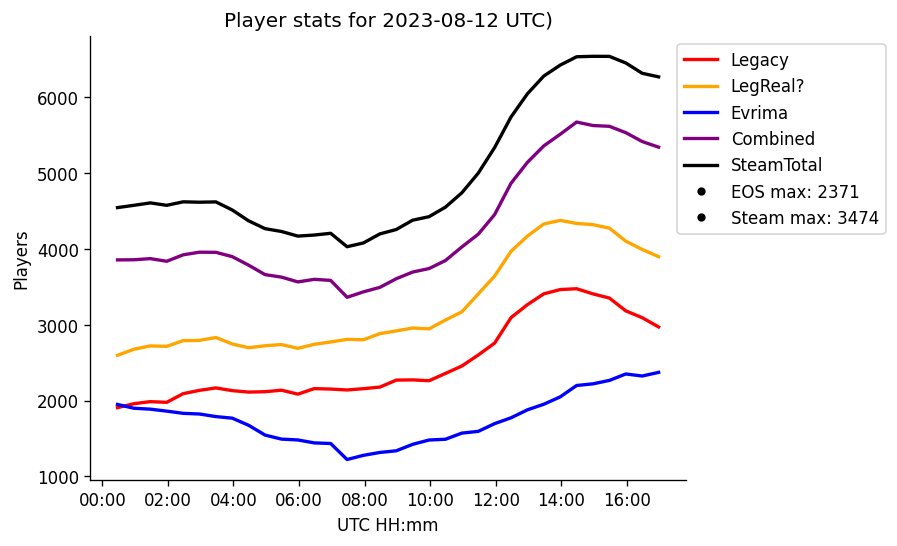 Player stats for 2023-08-12 UTC)
Legacy
LegReal?
Evrima
Combined
SteamTotal
EOS max: 2371
Steam max: 3474
Players
6000
5000
4000
3000
2000
1000
00:00 02:00 04:00 06:00 08:00 10:00 12:00 14:00 16:00
UTC HH:mm